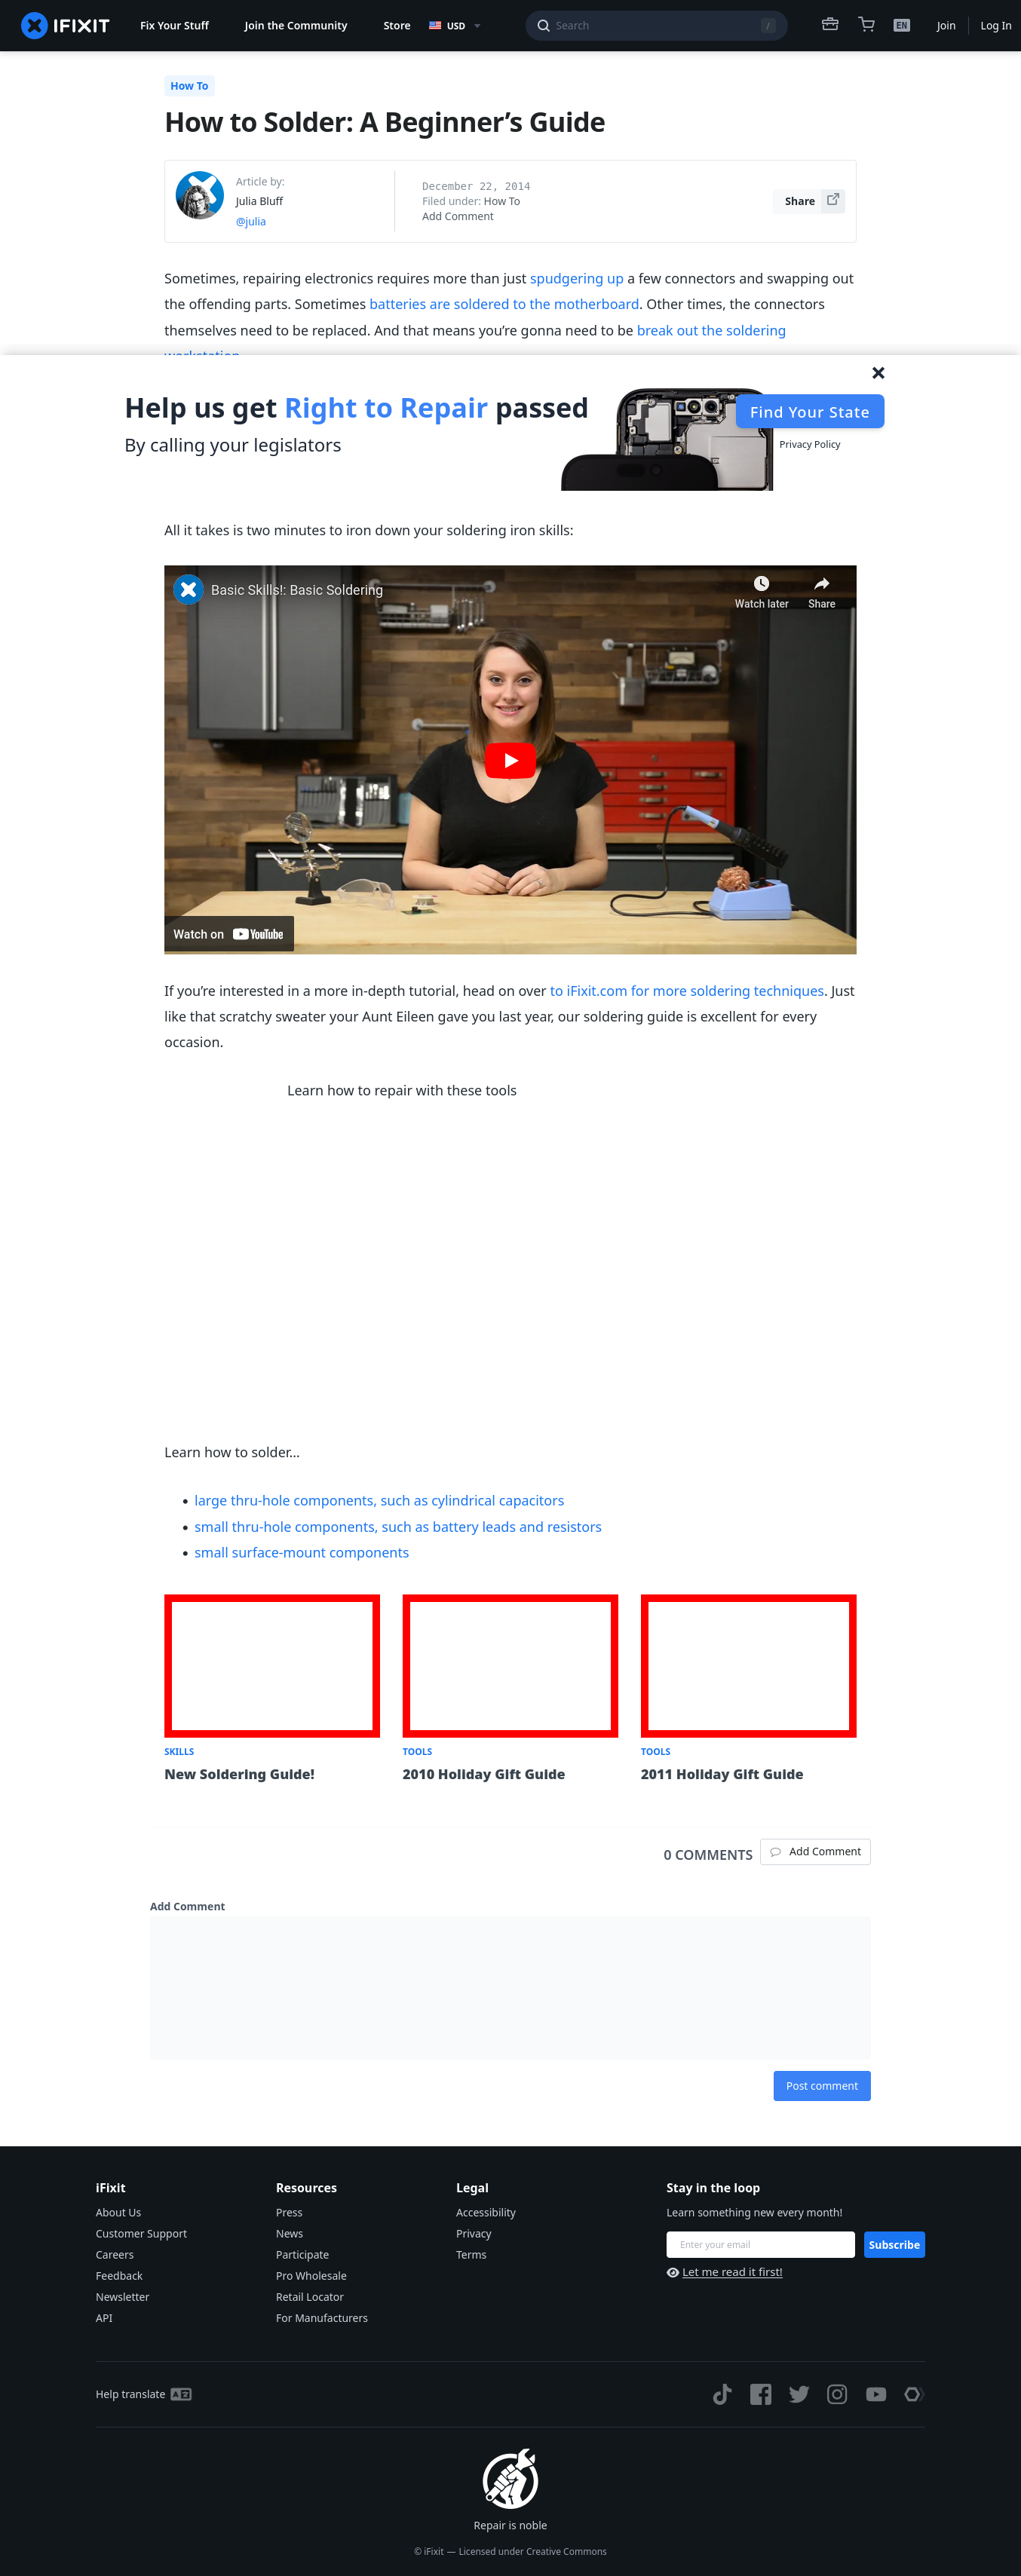 IFIXIT
Fix Your Stuff
Join the Community
Store
USD
Search
/
EN
Join
Log In
How To
How to Solder: A Beginner’s Guide
Article by:
Julia Bluff
@julia
December 22, 2014
Filed under: How To
Add Comment
Share
Sometimes, repairing electronics requires more than just spudgering up a few connectors and swapping out
the offending parts. Sometimes batteries are soldered to the motherboard. Other times, the connectors
themselves need to be replaced. And that means you’re gonna need to be break out the soldering
Help us get Right to Repair passed
By calling your legislators
Find Your State
Privacy Policy
All it takes is two minutes to iron down your soldering iron skills:
Basic Skills!: Basic Soldering
Watch later
Share
Watch on YouTube
If you’re interested in a more in-depth tutorial, head on over to iFixit.com for more soldering techniques. Just
like that scratchy sweater your Aunt Eileen gave you last year, our soldering guide is excellent for every
occasion.
Learn how to repair with these tools
Learn how to solder…
large thru-hole components, such as cylindrical capacitors
small thru-hole components, such as battery leads and resistors
small surface-mount components
SKILLS
New Soldering Guide!
TOOLS
2010 Holiday Gift Guide
TOOLS
2011 Holiday Gift Guide
0 COMMENTS
Add Comment
Add Comment
Post comment
iFixit
About Us
Customer Support
Careers
Feedback
Newsletter
API
Resources
Press
News
Participate
Pro Wholesale
Retail Locator
For Manufacturers
Legal
Accessibility
Privacy
Terms
Stay in the loop
Learn something new every month!
Enter your email
Subscribe
Let me read it first!
Help translate
Repair is noble
© iFixit — Licensed under Creative Commons